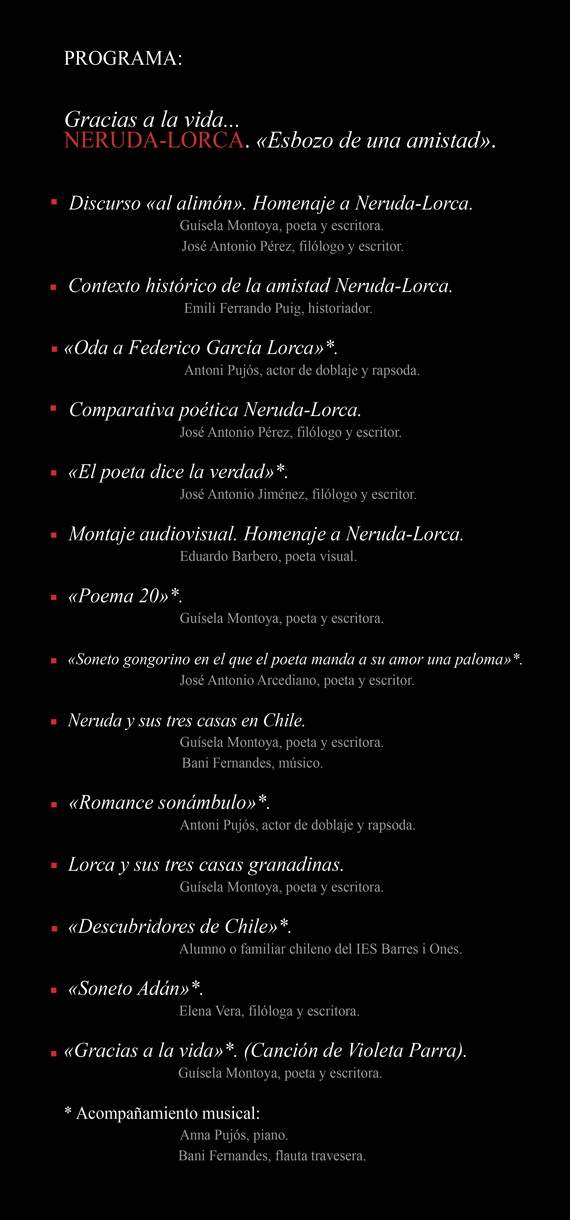 PROGRAMA:
Gracias a la vida...
NERUDA-LORCA. «Esbozo de una amistad».
Discurso «al alimón». Homenaje a Neruda-Lorca.
Guísela Montoya, poeta y escritora.
José Antonio Pérez, filólogo y escritor.
Contexto histórico de la amistad Neruda-Lorca.
Emili Ferrando Puig, historiador.
«Oda a Federico García Lorca»*.
Antoni Pujós, actor de doblaje y rapsoda.
Comparativa poética Neruda-Lorca.
José Antonio Pérez, filólogo y escritor.
«El poeta dice la verdad»*.
José Antonio Jiménez, filólogo y escritor.
Montaje audiovisual. Homenaje a Neruda-Lorca.
Eduardo Barbero, poeta visual.
«Poema 20»*.
Guísela Montoya, poeta y escritora.
«Soneto gongorino en el que el poeta manda a su amor una paloma»*.
José Antonio Arcediano, poeta y escritor.
Neruda y sus tres casas en Chile.
Guísela Montoya, poeta y escritora.
Bani Fernandes, músico.
«Romance sonámbulo»*.
Antoni Pujós, actor de doblaje y rapsoda.
Lorca y sus tres casas granadinas.
Guísela Montoya, poeta y escritora.
«Descubridores de Chile»*.
Alumno o familiar chileno del IES Barres i Ones.
«Soneto Adán»*.
Elena Vera, filóloga y escritora.
«Gracias a la vida»*. (Canción de Violeta Parra).
Guísela Montoya, poeta y escritora.
* Acompañamiento musical:
Anna Pujós, piano.
Bani Fernandes, flauta travesera.